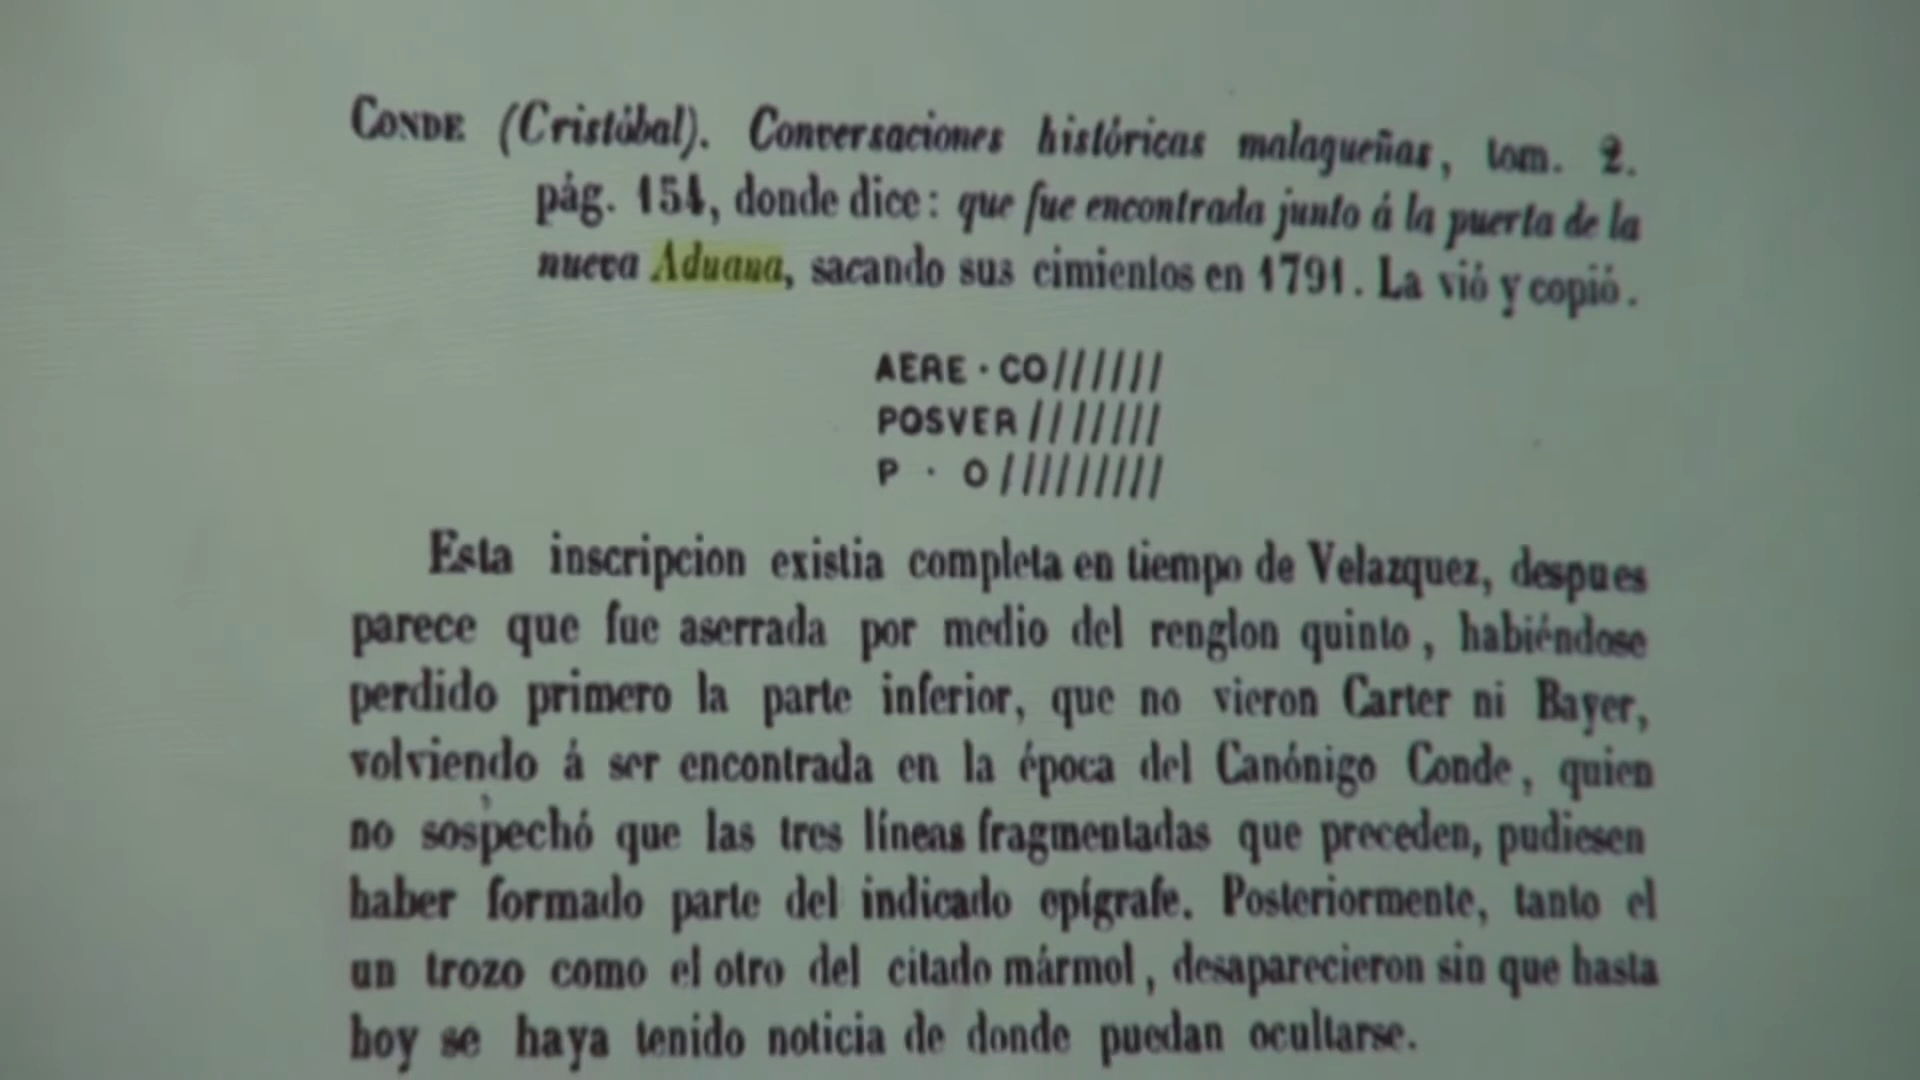 CONDE (Cristóbal). Conversaciones históricas malagueñas, tom. 2.
pág. 154, donde dice: que fue encontrada junto á la puerta de la
nueva Aduana, sacando sus cimientos en 1791. La vió y copió.
AERE · CO//////
POSVER///////
P · O/////////
Esta inscripcion existia completa en tiempo de Velazquez, despues
parece que fue aserrada por medio del renglon quinto, habiéndose
perdido primero la parte inferior, que no vieron Carter ni Bayer,
volviendo á ser encontrada en la época del Canónigo Conde, quien
no sospechó que las tres líneas fragmentadas que preceden, pudiesen
haber formado parte del indicado epígrafe. Posteriormente, tanto el
un trozo como el otro del citado mármol, desaparecieron sin que hasta
hoy se haya tenido noticia de donde puedan ocultarse.